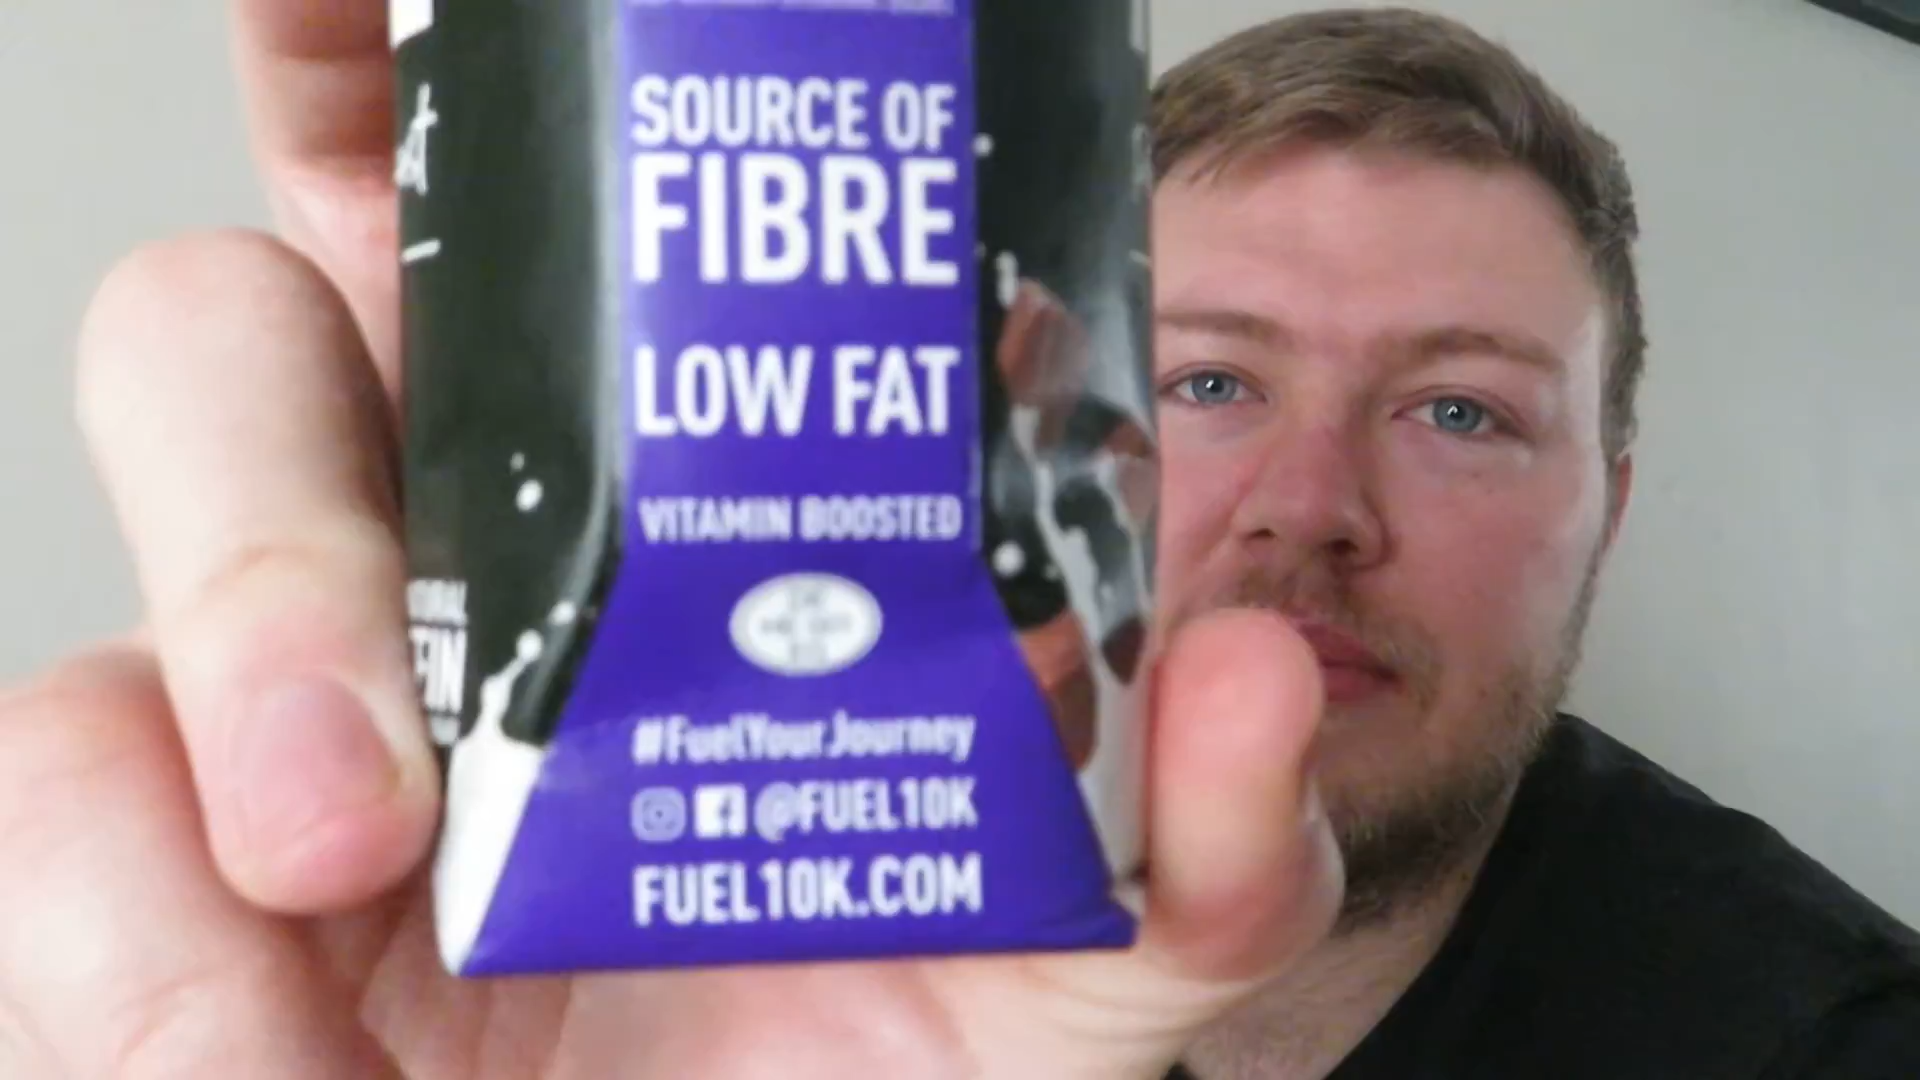 SOURCE OF
FIBRE
LOW FAT
VITAMIN BOOSTED
#FuelYourJourney
@FUEL10K
FUEL10K.COM